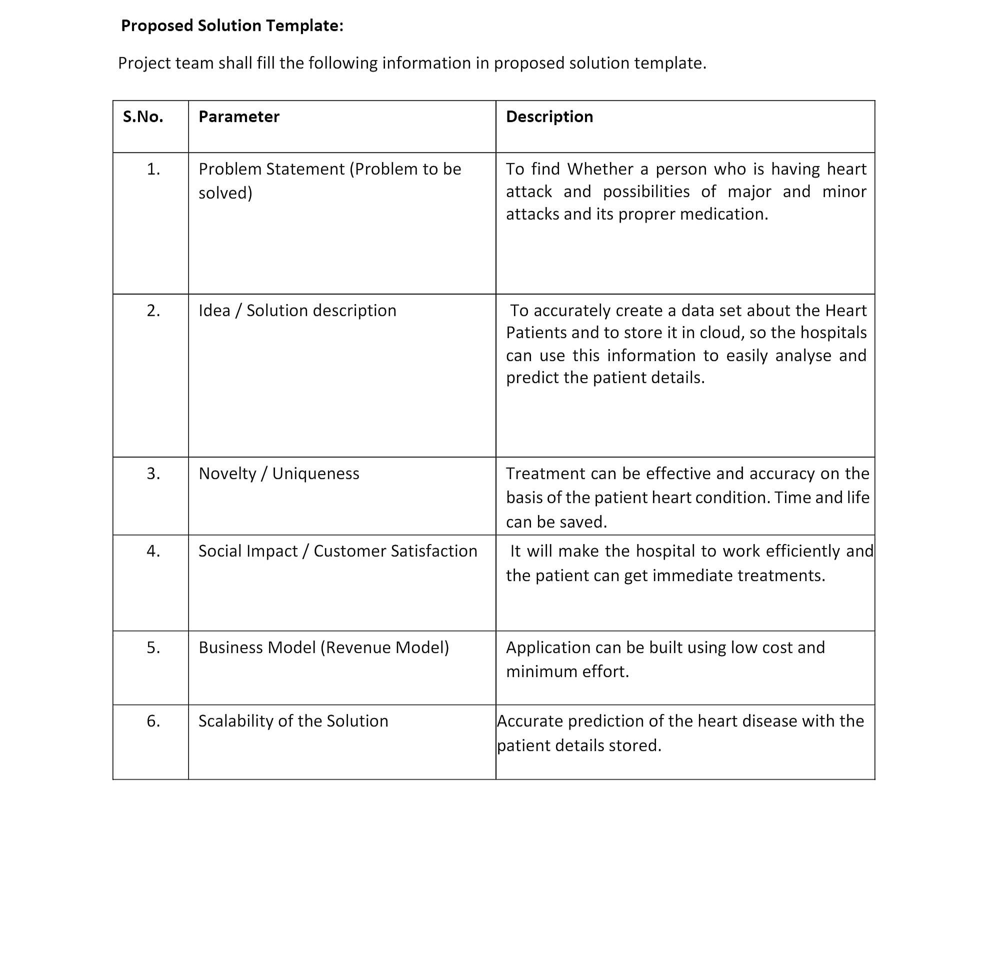 Proposed Solution Template:
Project team shall fill the following information in proposed solution template.
S.No. Parameter Description
1. Problem Statement (Problem to be solved) To find Whether a person who is having heart
attack and possibilities of major and minor
attacks and its proprer medication.
2. Idea / Solution description To accurately create a data set about the Heart
Patients and to store it in cloud, so the hospitals
can use this information to easily analyse and
predict the patient details.
3. Novelty / Uniqueness Treatment can be effective and accuracy on the
basis of the patient heart condition. Time and life
can be saved.
4. Social Impact / Customer Satisfaction It will make the hospital to work efficiently and
the patient can get immediate treatments.
5. Business Model (Revenue Model) Application can be built using low cost and
minimum effort.
6. Scalability of the Solution Accurate prediction of the heart disease with the
patient details stored.